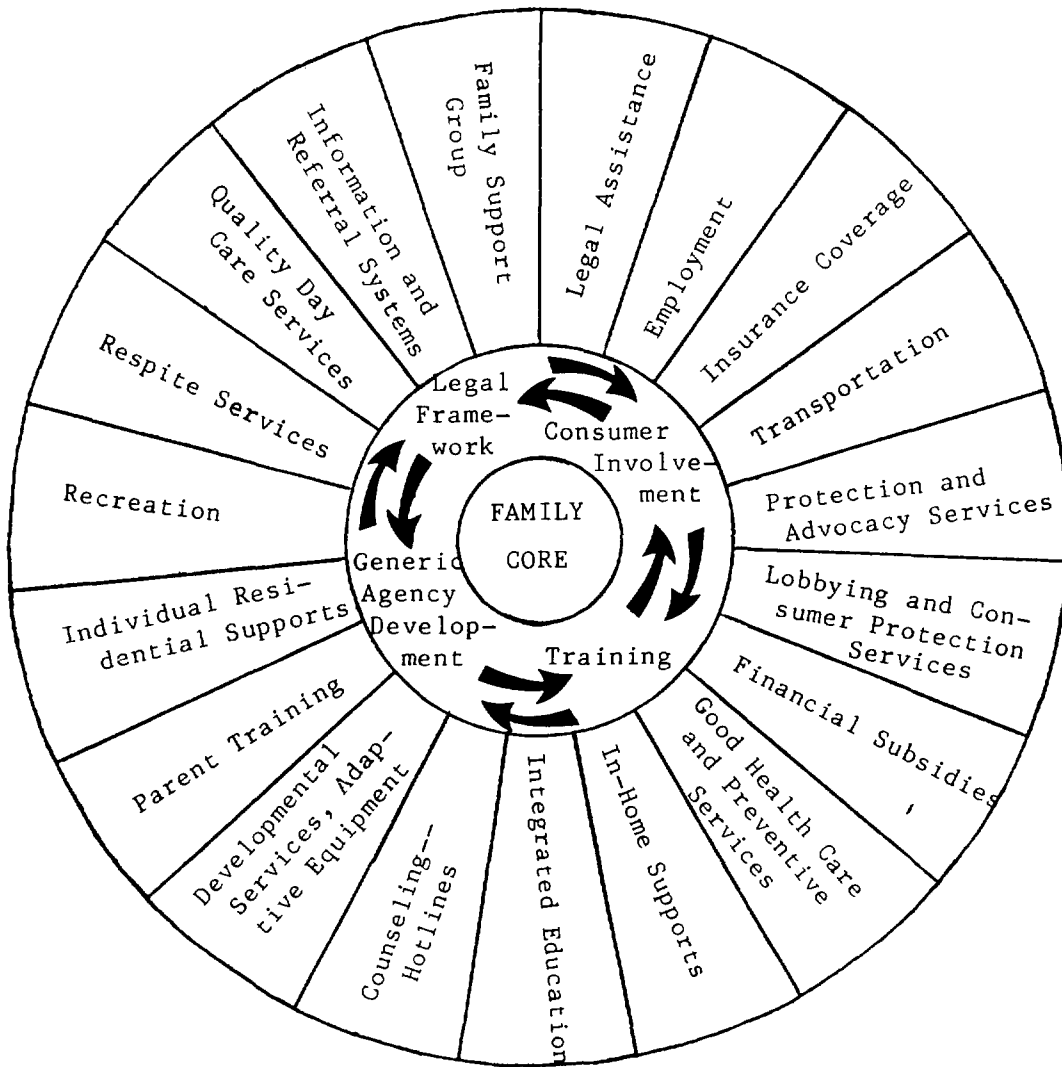 Legal Assistance
Employment
Insurance Coverage
Transportation
Protection and
Advocacy Services
Lobbying and Con-
sumer Protection
Services
Financial Subsidies
Good Health Care
and Preventive
Services
In-Home Supports
Integrated Education
Counseling--
Hotlines
Developmental
Services, Adap-
tive Equipment
Parent Training
Individual Resi-
dential Supports
Recreation
Respite Services
Quality Day
Care Services
Information and
Referral Systems
Family Support
Group
Legal
Frame-
work
Consumer
Involve-
ment
Training
Generic
Agency
Develop-
ment
FAMILY
CORE